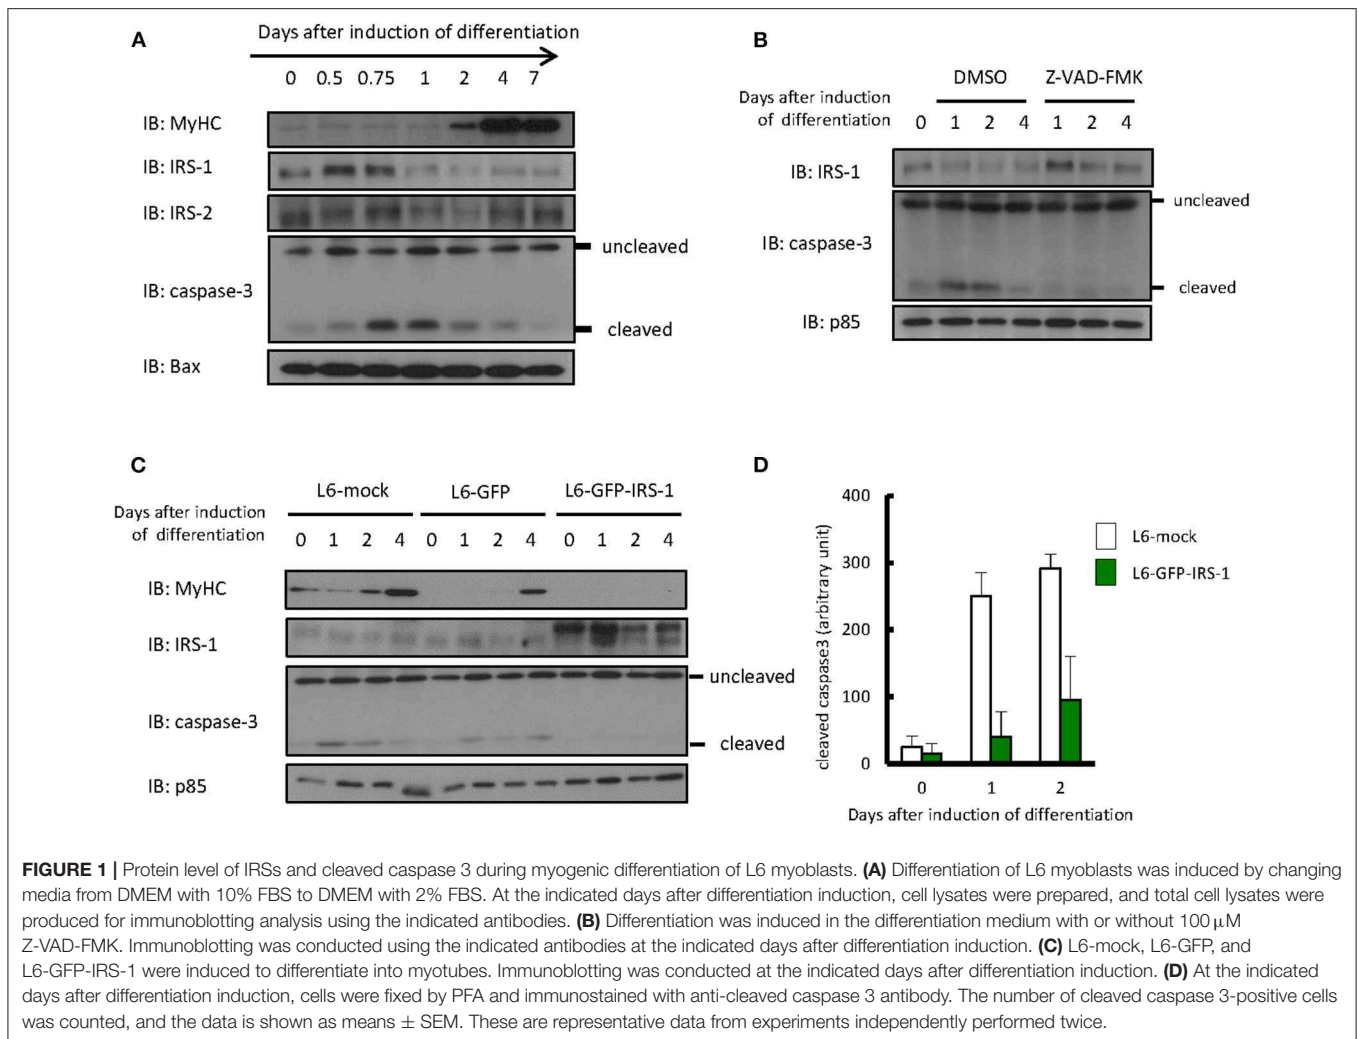 A
Days after induction of differentiation
0 0.5 0.75 1 2 4 7
IB: MyHC
IB: IRS-1
IB: IRS-2
IB: caspase-3
uncleaved
cleaved
IB: Bax
B
DMSO Z-VAD-FMK
Days after induction
of differentiation
0 1 2 4 1 2 4
IB: IRS-1
uncleaved
IB: caspase-3
cleaved
IB: p85
C
L6-mock L6-GFP L6-GFP-IRS-1
Days after induction
of differentiation
0 1 2 4 0 1 2 4 0 1 2 4
IB: MyHC
IB: IRS-1
uncleaved
IB: caspase-3
cleaved
IB: p85
D
cleaved caspase3 (arbitrary unit)
400
300
200
100
0
L6-mock
L6-GFP-IRS-1
0 1 2
Days after induction of differentiation
FIGURE 1 | Protein level of IRSs and cleaved caspase 3 during myogenic differentiation of L6 myoblasts. (A) Differentiation of L6 myoblasts was induced by changing
media from DMEM with 10% FBS to DMEM with 2% FBS. At the indicated days after differentiation induction, cell lysates were prepared, and total cell lysates were
produced for immunoblotting analysis using the indicated antibodies. (B) Differentiation was induced in the differentiation medium with or without 100 μM
Z-VAD-FMK. Immunoblotting was conducted using the indicated antibodies at the indicated days after differentiation induction. (C) L6-mock, L6-GFP, and
L6-GFP-IRS-1 were induced to differentiate into myotubes. Immunoblotting was conducted at the indicated days after differentiation induction. (D) At the indicated
days after differentiation induction, cells were fixed by PFA and immunostained with anti-cleaved caspase 3 antibody. The number of cleaved caspase 3-positive cells
was counted, and the data is shown as means ± SEM. These are representative data from experiments independently performed twice.